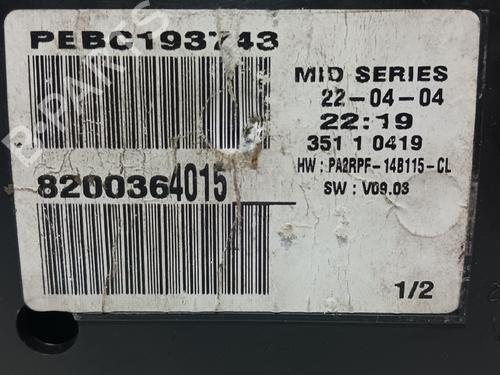 PEBC193743
MID SERIES
22-04-04
22:19
351 1 0419
HW : PA2RPF-14B115-CL
SW : V09.03
8200364015
1/2
B-PARTS